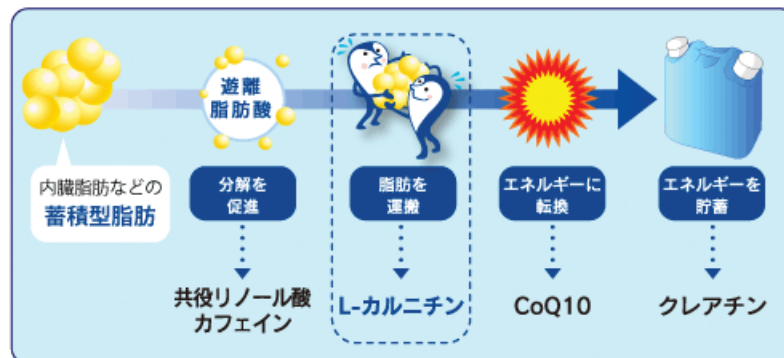 遊離
脂肪酸
内臓脂肪などの
蓄積型脂肪
分解を
促進
脂肪を
運搬
エネルギーに
転換
エネルギーを
貯蓄
共役リノール酸
カフェイン
L-カルニチン
CoQ10
クレアチン